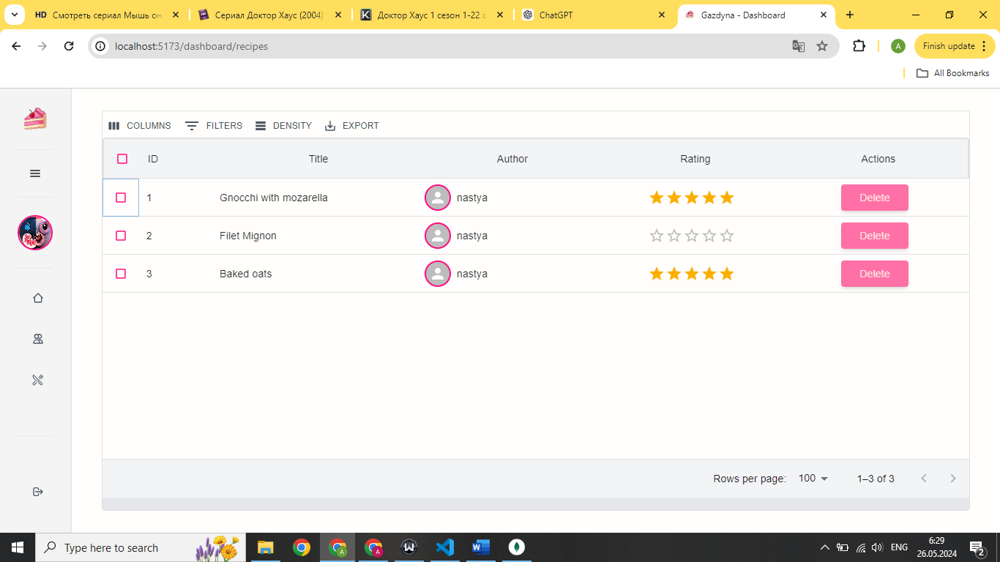 HD Смотреть сериал Мышь он
Сериал Доктор Хаус (2004)
Доктор Хаус 1 сезон 1-22 с
ChatGPT
Gazdyna - Dashboard
localhost:5173/dashboard/recipes
A
Finish update
All Bookmarks
COLUMNS
FILTERS
DENSITY
EXPORT
ID
Title
Author
Rating
Actions
1
Gnocchi with mozarella
nastya
Delete
2
Filet Mignon
nastya
Delete
3
Baked oats
nastya
Delete
Rows per page:
100
1–3 of 3
Type here to search
A
A
ENG
6:29
26.05.2024
2